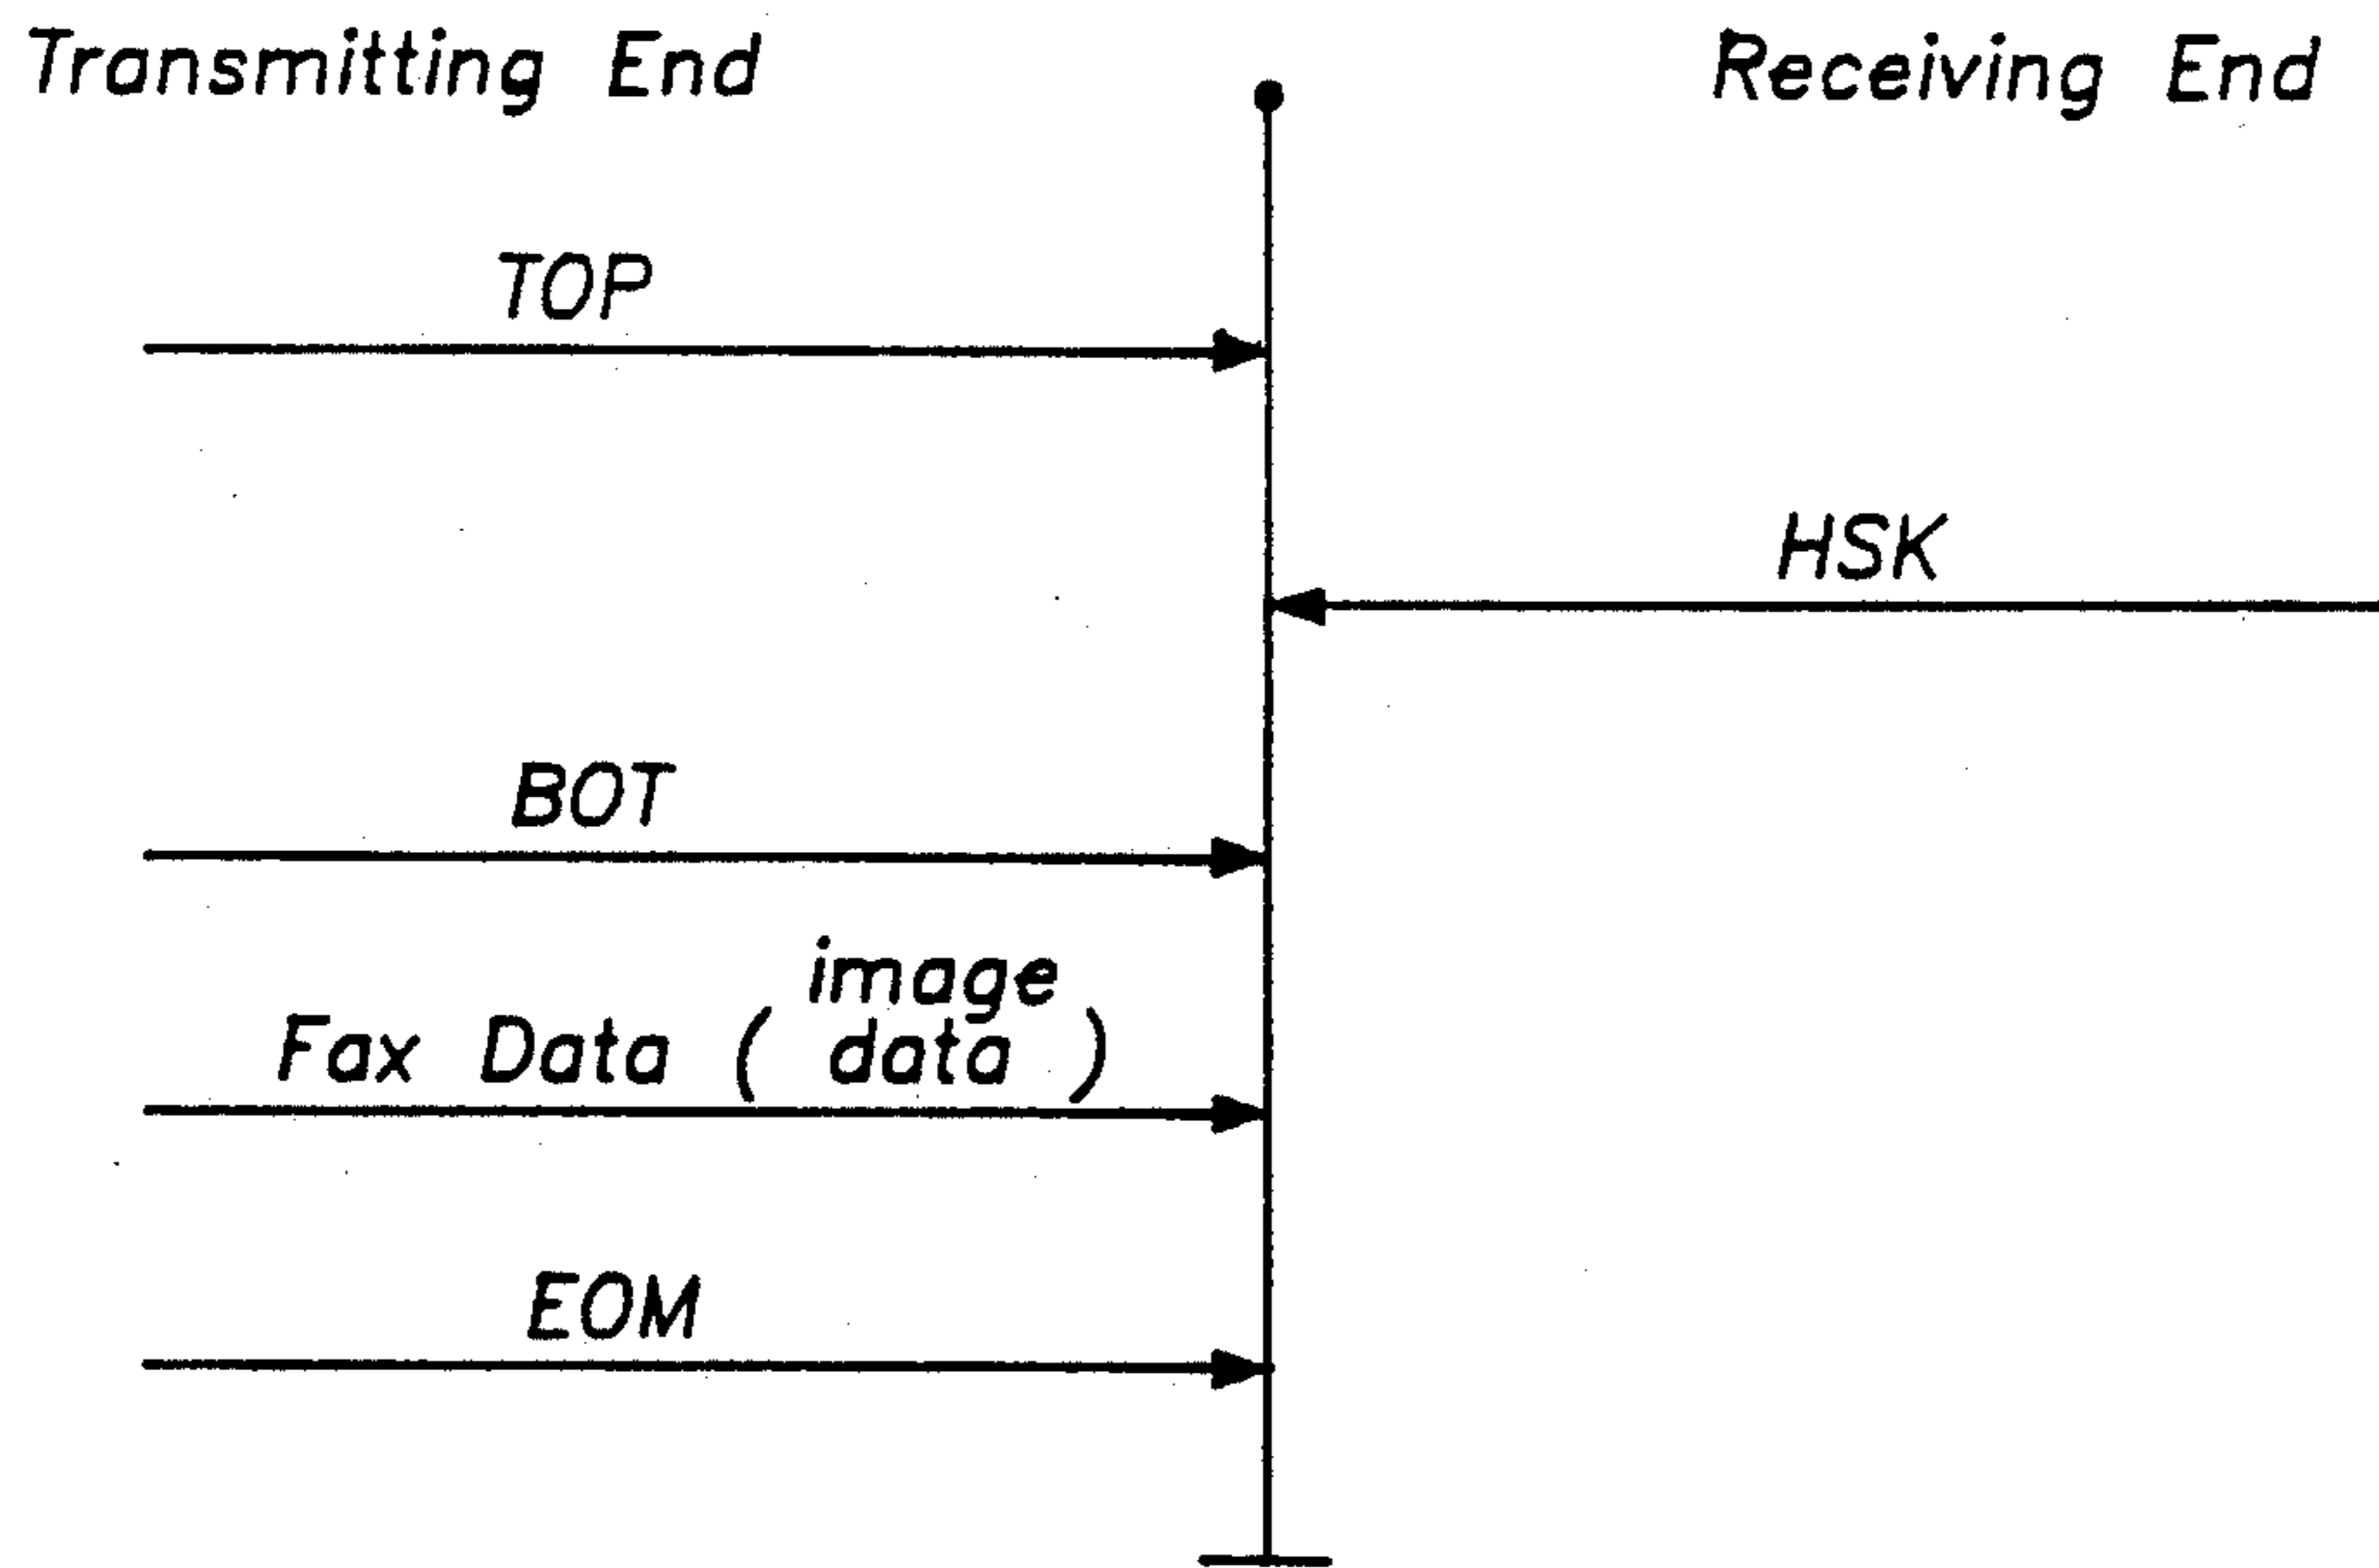 Transmitting End
Receiving End
TOP
HSK
BOT
image
Fax Data ( data )
EOM